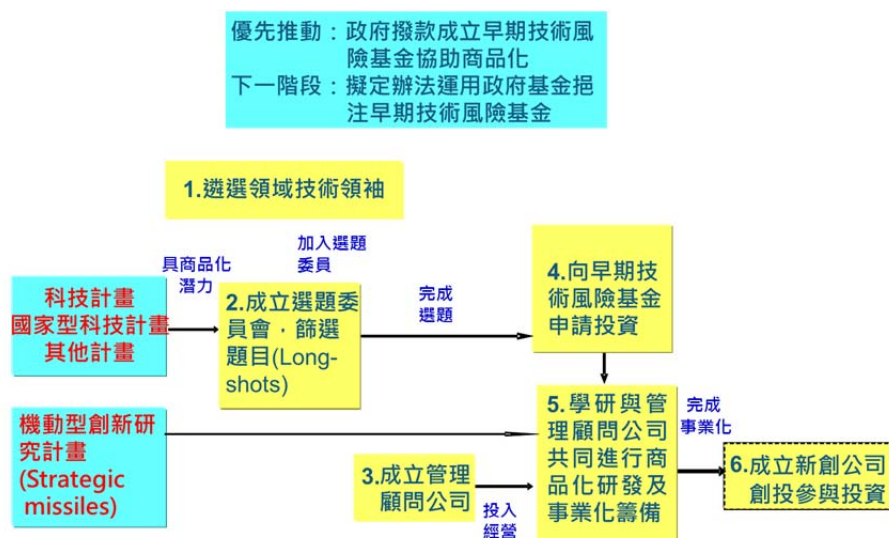 優先推動：政府撥款成立早期技術風
險基金協助商品化
下一階段：擬定辦法運用政府基金挹
注早期技術風險基金
1.遴選領域技術領袖
具商品化
潛力
加入選題
委員
科技計畫
國家型科技計畫
其他計畫
2.成立選題委
員會，篩選
題目(Long-
shots)
完成
選題
4.向早期技
術風險基金
申請投資
機動型創新研
究計畫
(Strategic
missiles)
3.成立管理
顧問公司
投入
經營
5.學研與管
理顧問公司
共同進行商
品化研發及
事業化籌備
完成
事業化
6.成立新創公司
創投參與投資